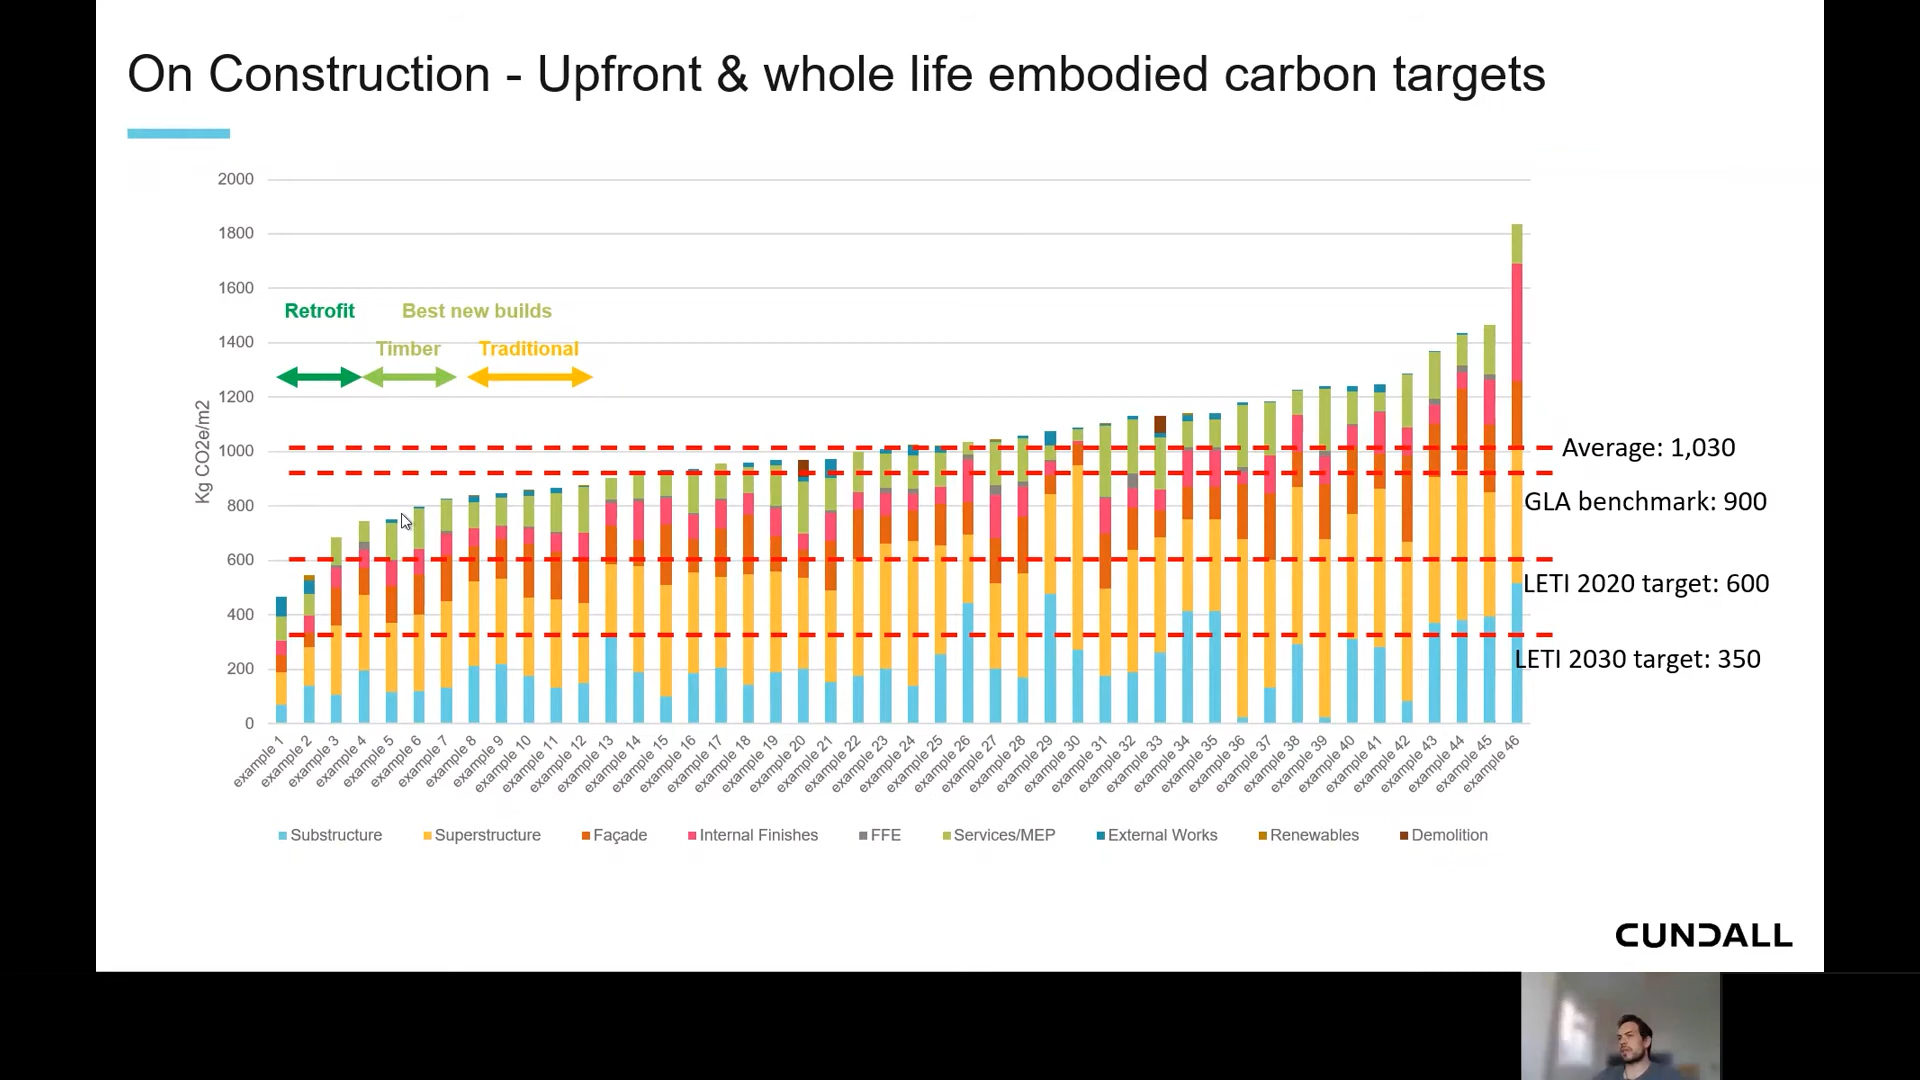 On Construction - Upfront & whole life embodied carbon targets
2000
1800
1600
1400
1200
1000
800
600
400
200
0
Kg CO2e/m2
Retrofit
Best new builds
Timber
Traditional
Average: 1,030
GLA benchmark: 900
LETI 2020 target: 600
LETI 2030 target: 350
example 1
example 2
example 3
example 4
example 5
example 6
example 7
example 8
example 9
example 10
example 11
example 12
example 13
example 14
example 15
example 16
example 17
example 18
example 19
example 20
example 21
example 22
example 23
example 24
example 25
example 26
example 27
example 28
example 29
example 30
example 31
example 32
example 33
example 34
example 35
example 36
example 37
example 38
example 39
example 40
example 41
example 42
example 43
example 44
example 45
example 46
Substructure Superstructure Façade Internal Finishes FFE Services/MEP External Works Renewables Demolition
CUNDALL